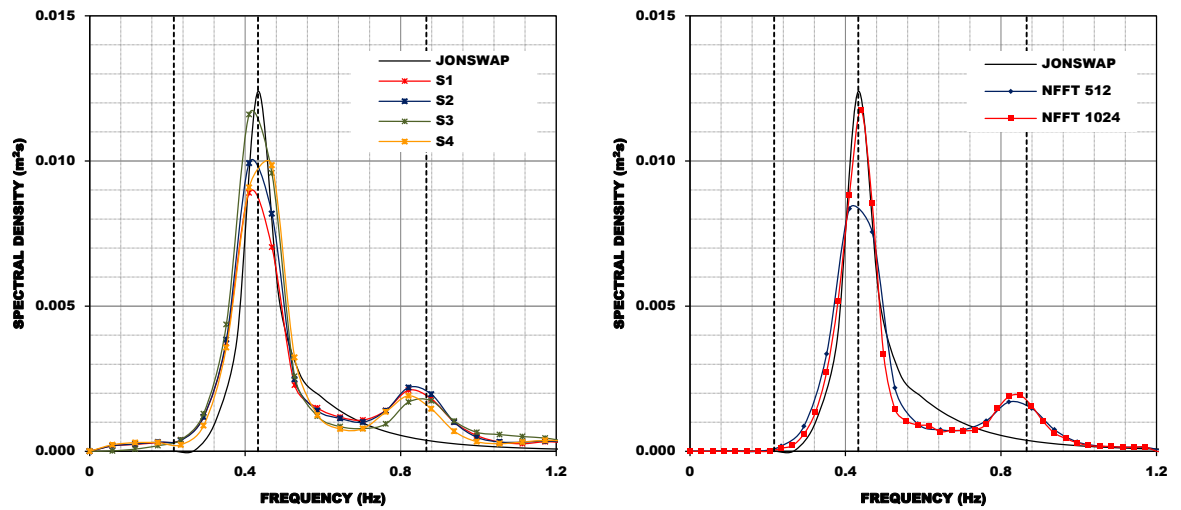 0.015
0.010
0.005
0.000
0
0.4
0.8
1.2
SPECTRAL DENSITY (m²s)
FREQUENCY (Hz)
JONSWAP
S1
S2
S3
S4
0.015
0.010
0.005
0.000
0
0.4
0.8
1.2
SPECTRAL DENSITY (m²s)
FREQUENCY (Hz)
JONSWAP
NFFT 512
NFFT 1024